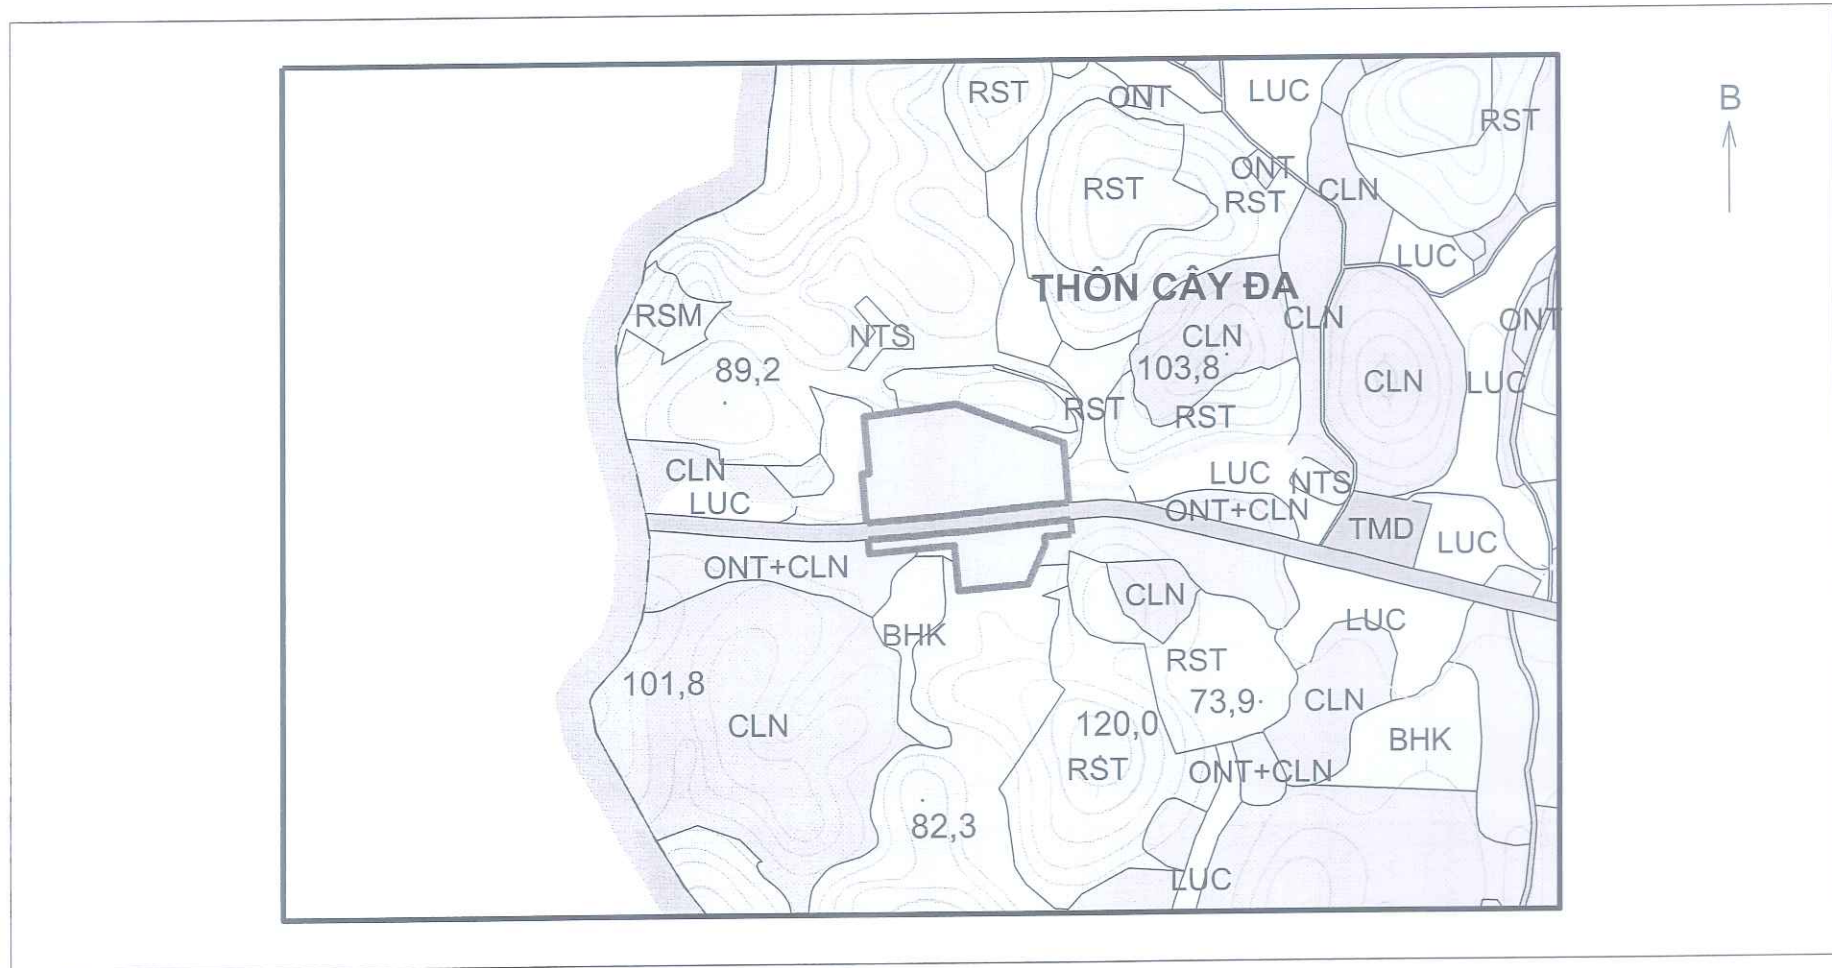 RST
ONT
LUC
B
RST
ONT
RST
RST
CLN
LUC
THÔN CÂY ĐA
RSM
NTS
CLN
CLN
ONT
89,2
103,8
CLN
LUC
RST
RST
CLN
LUC
LUC
NTS
ONT+CLN
TMD
LUC
ONT+CLN
CLN
BHK
LUC
RST
101,8
73,9
CLN
CLN
120,0
BHK
RST
ONT+CLN
82,3
LUC